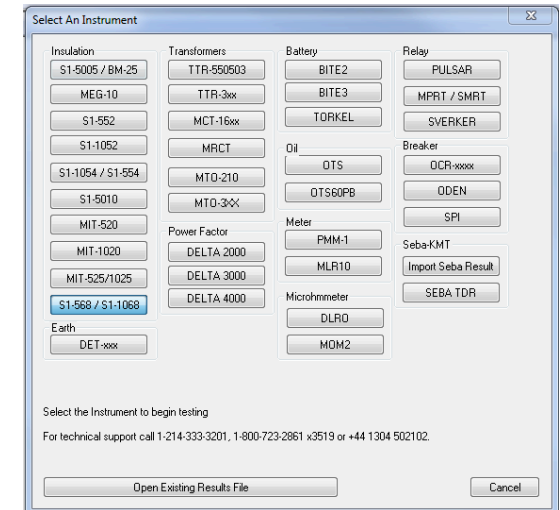 Select An Instrument
Insulation
S1-5005 / BM-25
MEG-10
S1-552
S1-1052
S1-1054 / S1-554
S1-5010
MIT-520
MIT-1020
MIT-525/1025
S1-568 / S1-1068
Earth
DET-xxx
Transformers
TTR-550503
TTR-3xx
MCT-16xx
MRCT
MTO-210
MTO-3XX
Power Factor
DELTA 2000
DELTA 3000
DELTA 4000
Battery
BITE2
BITE3
TORKEL
Oil
OTS
OTS60PB
Meter
PMM-1
MLR10
Microhmmeter
DLRO
MOM2
Relay
PULSAR
MPRT / SMRT
SVERKER
Breaker
OCR-xxxx
ODEN
SPI
Seba-KMT
Import Seba Result
SEBA TDR
Select the Instrument to begin testing
For technical support call 1-214-333-3201, 1-800-723-2861 x3519 or +44 1304 502102.
Open Existing Results File
Cancel